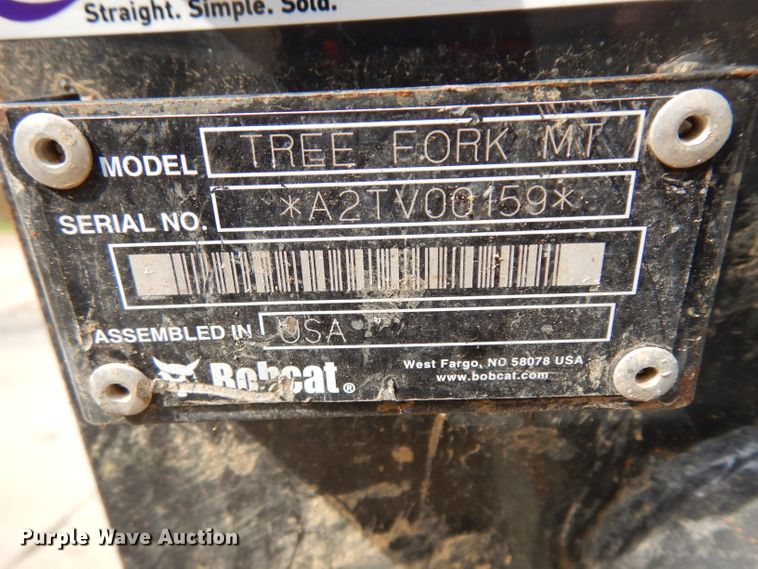 Straight. Simple. Sold.
MODEL TREE FORK MT
SERIAL NO. *A2TV00159*
ASSEMBLED IN USA
Bobcat®
West Fargo, ND 58078 USA
www.bobcat.com
Purple Wave Auction